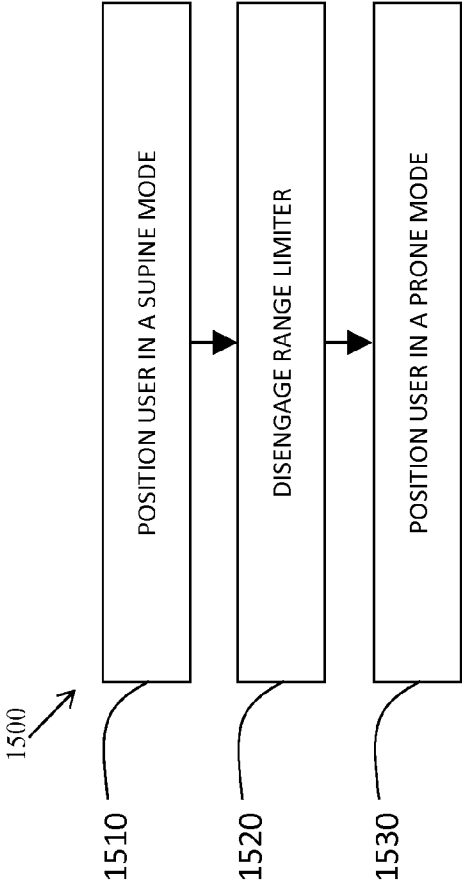 1500
1510
POSITION USER IN A SUPINE MODE
1520
DISENGAGE RANGE LIMITER
1530
POSITION USER IN A PRONE MODE